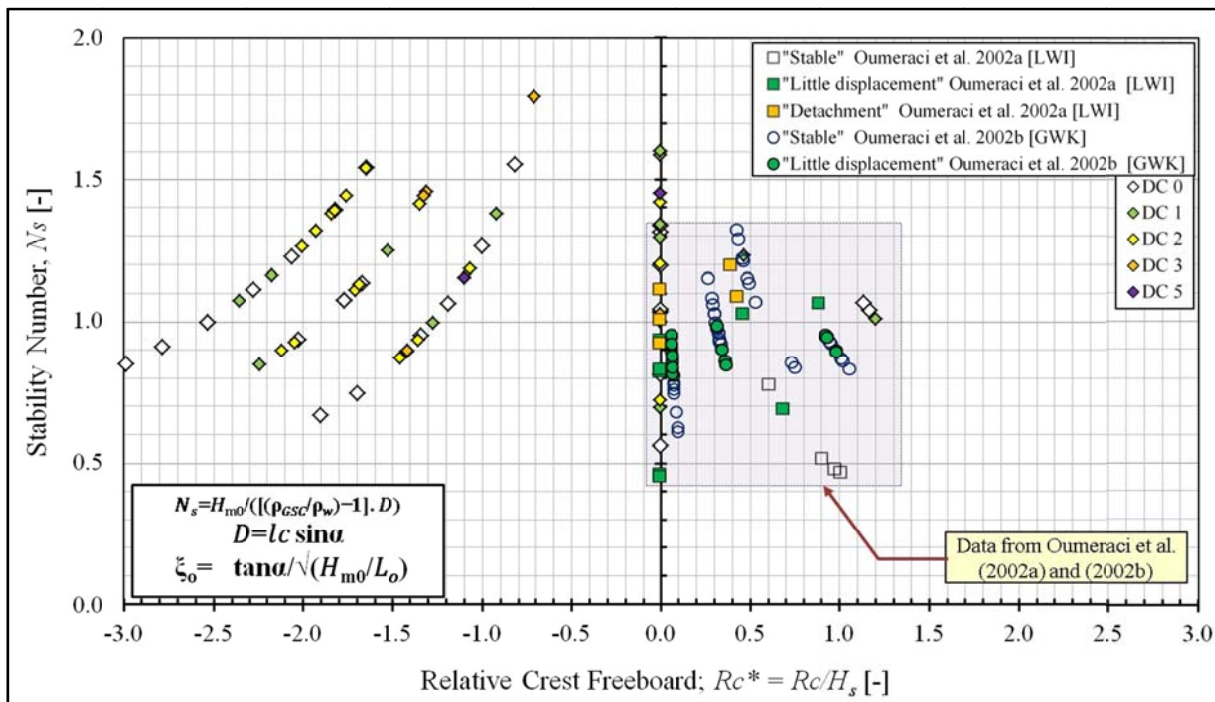 2.0
1.5
1.0
0.5
0.0
Stability Number, Ns [-]
"Stable" Oumeraci et al. 2002a [LWI]
"Little displacement" Oumeraci et al. 2002a [LWI]
"Detachment" Oumeraci et al. 2002a [LWI]
"Stable" Oumeraci et al. 2002b [GWK]
"Little displacement" Oumeraci et al. 2002b [GWK]
DC 0
DC 1
DC 2
DC 3
DC 5
Ns=Hm0/([(ρGSC/ρw)−1]. D)
D=lc sinα
ξo= tanα/√(Hm0/Lo)
Data from Oumeraci et al.
(2002a) and (2002b)
-3.0 -2.5 -2.0 -1.5 -1.0 -0.5 0.0 0.5 1.0 1.5 2.0 2.5 3.0
Relative Crest Freeboard; Rc* = Rc/Hs [-]